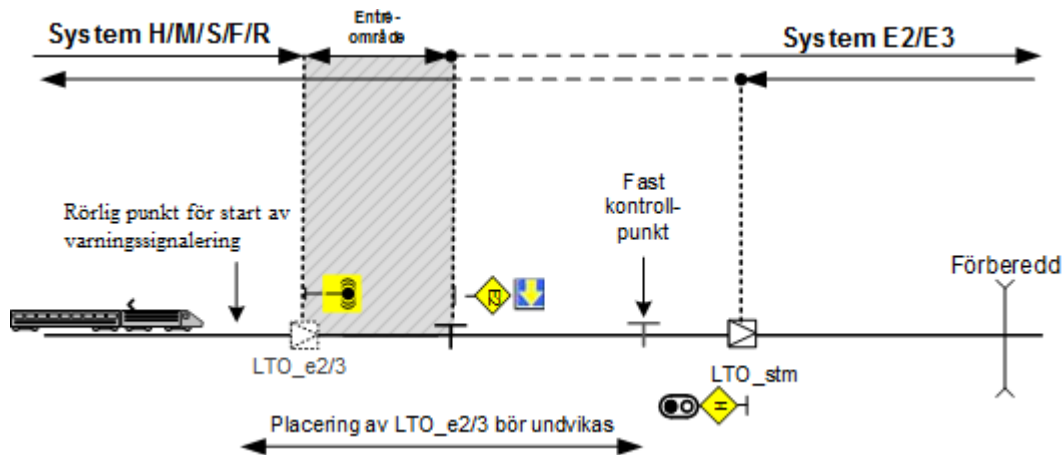 System H/M/S/F/R
Entré-
område
System E2/E3
Fast
kontroll-
punkt
Rörlig punkt för start av
varningssignalering
Förberedd
E2
LTO_e2/3
LTO_stm
H
Placering av LTO_e2/3 bör undvikas